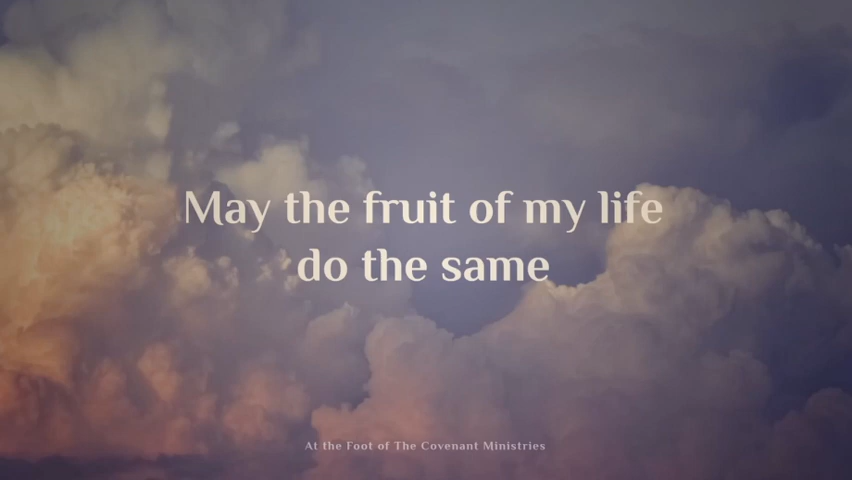 May the fruit of my life
do the same
At the Foot of The Covenant Ministries